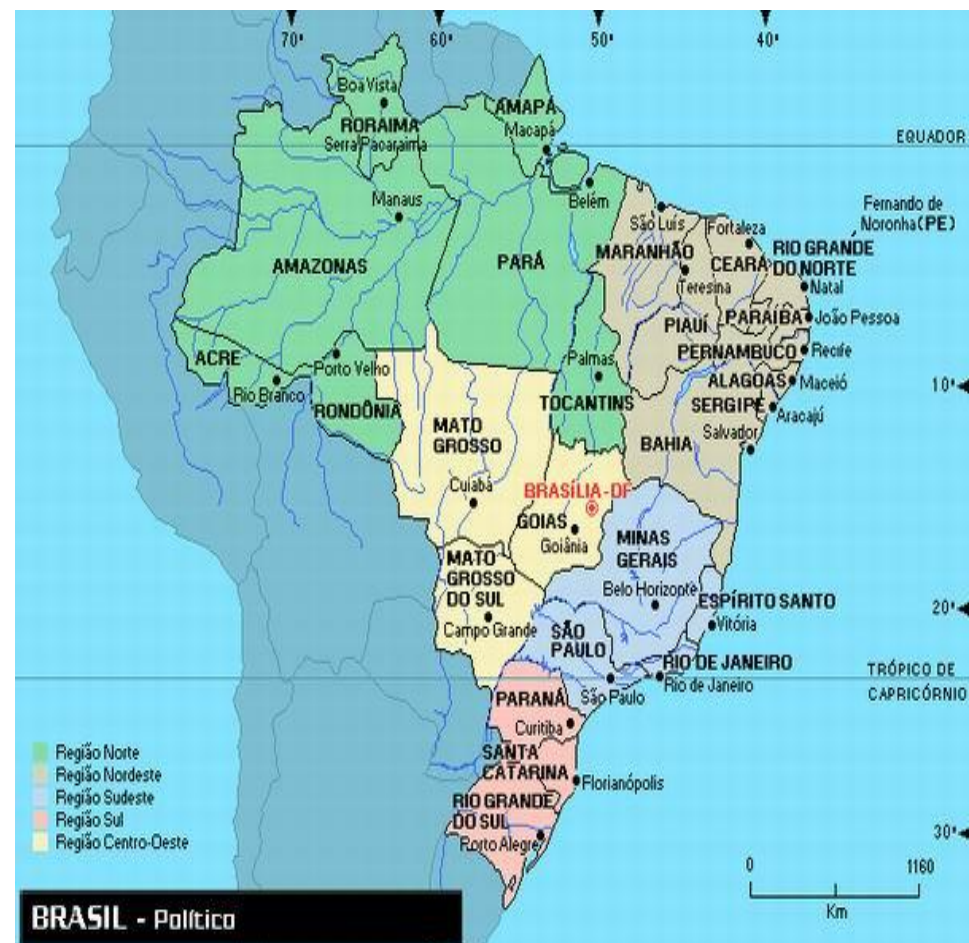 70°
60°
50°
40°
Boa Vista
AMAPÁ
RORAIMA
Macapá
Serra Pacaraima
EQUADOR
Manaus
Belém
São Luís
Fernando de
Noronha(PE)
Fortaleza
MARANHÃO
CEARÁ
RIO GRANDE
DO NORTE
AMAZONAS
PARÁ
Teresina
Natal
PIAUÍ
PARAÍBA
João Pessoa
ACRE
Porto Velho
Palmas
PERNAMBUCO
Recife
Rio Branco
RONDÔNIA
TOCANTINS
ALAGOAS
Maceió
10°
SERGIPE
Aracajú
MATO
GROSSO
BAHIA
Salvador
Cuiabá
BRASÍLIA-DF
GOIAS
Goiânia
MINAS
GERAIS
MATO
GROSSO
DO SUL
Belo Horizonte
ESPÍRITO SANTO
20°
Campo Grande
Vitória
SÃO
PAULO
RIO DE JANEIRO
Rio de Janeiro
São Paulo
TRÓPICO DE
CAPRICÓRNIO
PARANÁ
Curitiba
SANTA
CATARINA
Florianópolis
RIO GRANDE
DO SUL
Porto Alegre
30°
Região Norte
Região Nordeste
Região Sudeste
Região Sul
Região Centro-Oeste
0
1160
Km
BRASIL - Político